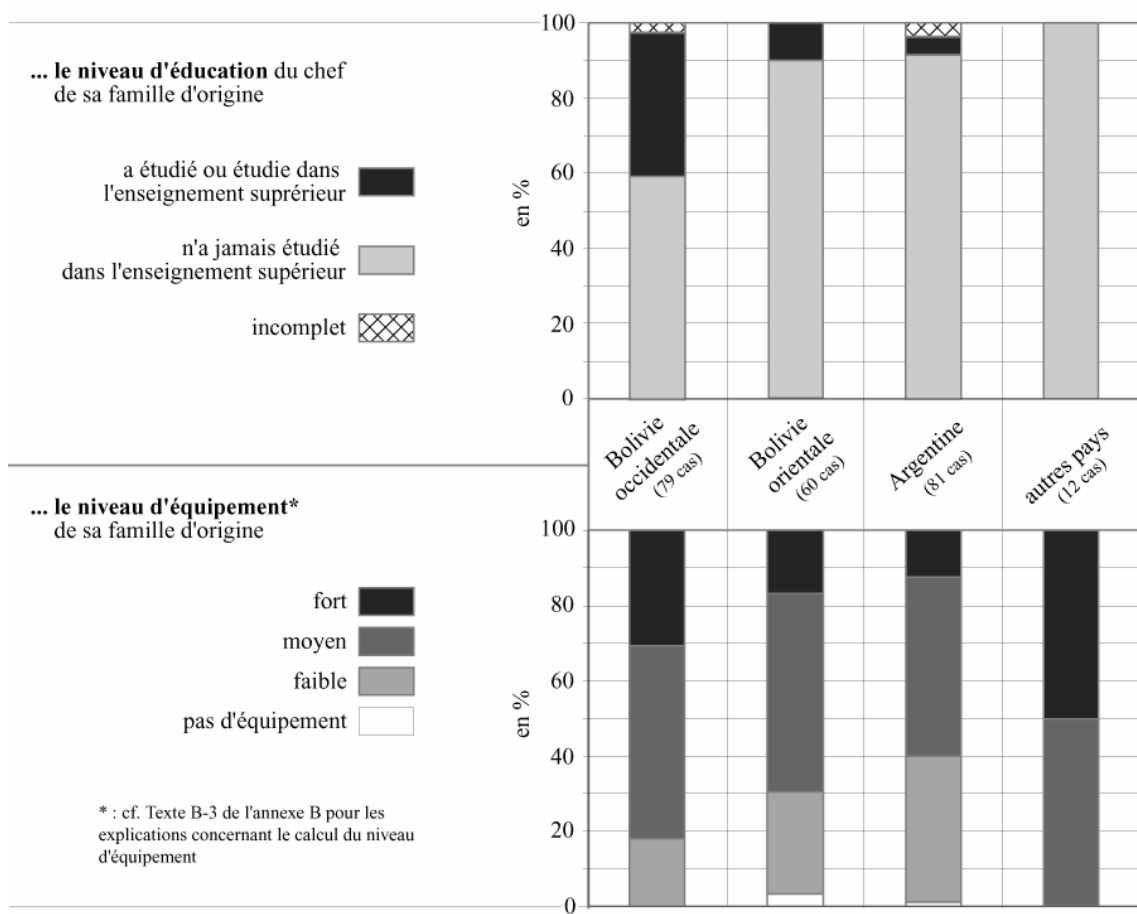 ... le niveau d'éducation du chef
de sa famille d'origine
a étudié ou étudie dans
l'enseignement suprérieur
n'a jamais étudié
dans l'enseignement supérieur
incomplet
en %
100
80
60
40
20
0
Bolivie
occidentale
(79 cas)
Bolivie
orientale
(60 cas)
Argentine
(81 cas)
autres pays
(12 cas)
... le niveau d'équipement*
de sa famille d'origine
fort
moyen
faible
pas d'équipement
* : cf. Texte B-3 de l'annexe B pour les
explications concernant le calcul du niveau
d'équipement
en %
100
80
60
40
20
0